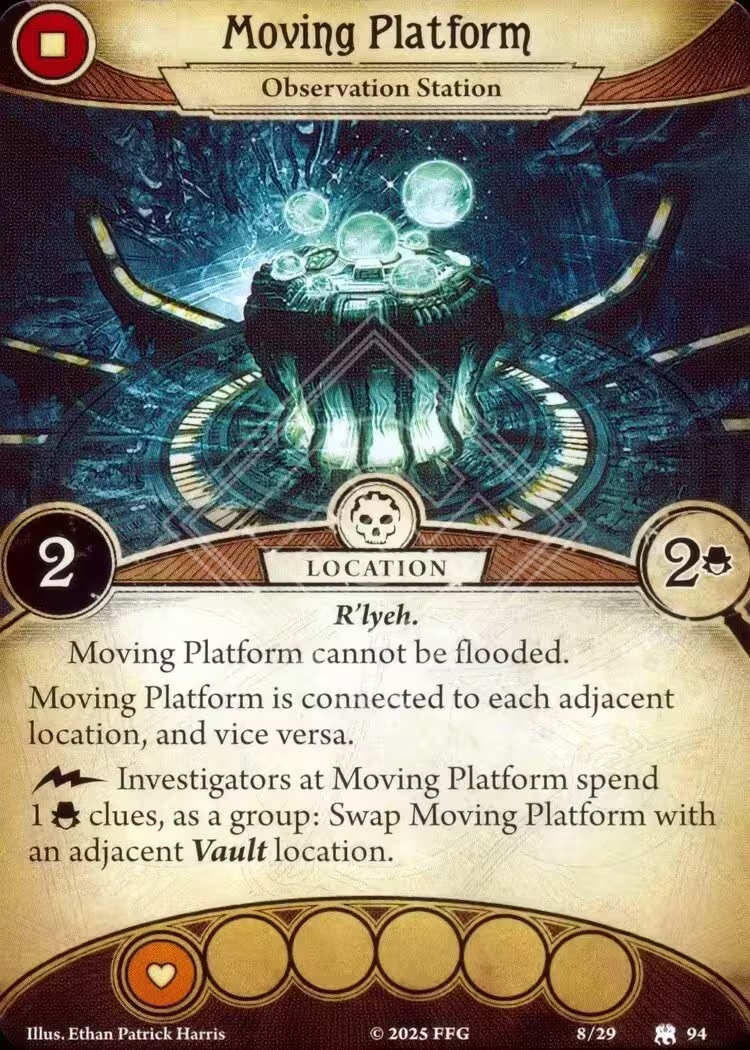 Moving Platform
Observation Station
2
LOCATION
2
R'lyeh.
Moving Platform cannot be flooded.
Moving Platform is connected to each adjacent
location, and vice versa.
Investigators at Moving Platform spend
1 clues, as a group: Swap Moving Platform with
an adjacent Vault location.
Illus. Ethan Patrick Harris
© 2025 FFG
8/29
94